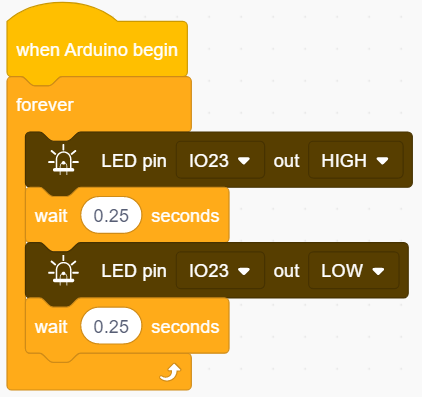 when Arduino begin
forever
LED pin IO23 out HIGH
wait 0.25 seconds
LED pin IO23 out LOW
wait 0.25 seconds